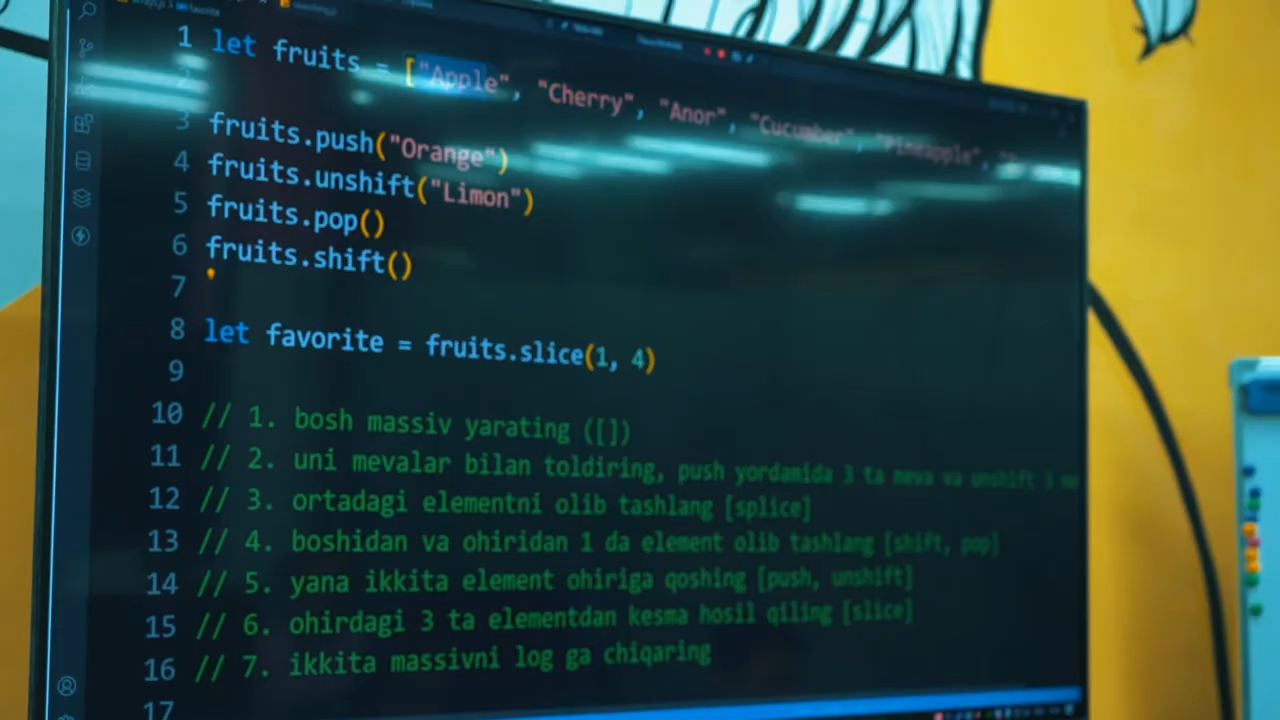 1 let fruits = ["Apple", "Cherry", "Anor", "Cucumber", "Pineapple", "
2
3 fruits.push("Orange")
4 fruits.unshift("Limon")
5 fruits.pop()
6 fruits.shift()
7
8 let favorite = fruits.slice(1, 4)
9
10 // 1. bosh massiv yarating ([])
11 // 2. uni mevalar bilan toldiring, push yordamida 3 ta meva va unshift
12 // 3. ortadagi elementni olib tashlang [splice]
13 // 4. boshidan va ohiridan 1 da element olib tashlang [shift, pop]
14 // 5. yana ikkita element ohiriga qoshing [push, unshift]
15 // 6. ohirdagi 3 ta elementdan kesma hosil qiling [slice]
16 // 7. ikkita massivni log ga chiqaring
17